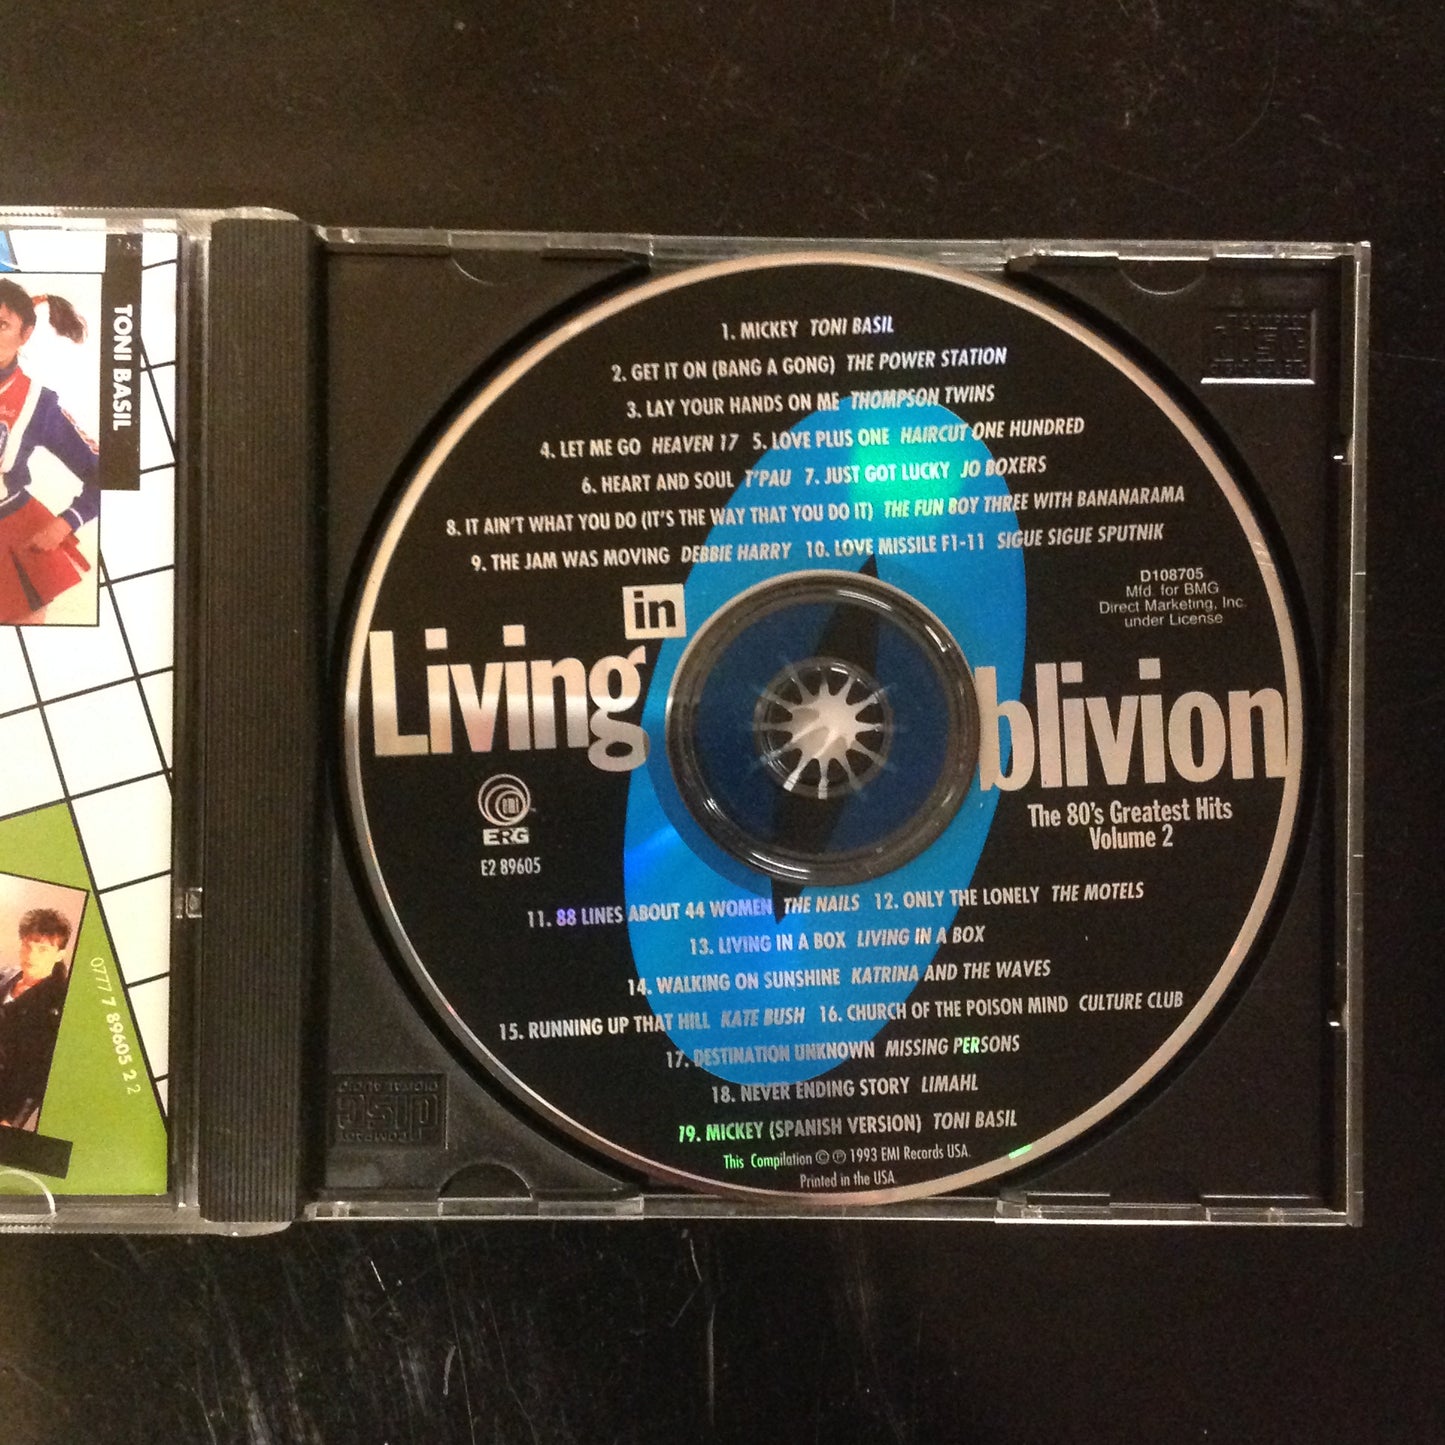 TONI BASIL
0777 7 89605 2 2
1. MICKEY TONI BASIL
2. GET IT ON (BANG A GONG) THE POWER STATION
3. LAY YOUR HANDS ON ME THOMPSON TWINS
4. LET ME GO HEAVEN 17 5. LOVE PLUS ONE HAIRCUT ONE HUNDRED
6. HEART AND SOUL T'PAU 7. JUST GOT LUCKY JO BOXERS
8. IT AIN'T WHAT YOU DO (IT'S THE WAY THAT YOU DO IT) THE FUN BOY THREE WITH BANANARAMA
9. THE JAM WAS MOVING DEBBIE HARRY 10. LOVE MISSILE F1-11 SIGUE SIGUE SPUTNIK
D108705
Mfd. for BMG
Direct Marketing, Inc.
under License
Living in Oblivion
The 80's Greatest Hits
Volume 2
EMI
ERG
E2 89605
11. 88 LINES ABOUT 44 WOMEN THE NAILS 12. ONLY THE LONELY THE MOTELS
13. LIVING IN A BOX LIVING IN A BOX
14. WALKING ON SUNSHINE KATRINA AND THE WAVES
15. RUNNING UP THAT HILL KATE BUSH 16. CHURCH OF THE POISON MIND CULTURE CLUB
17. DESTINATION UNKNOWN MISSING PERSONS
18. NEVER ENDING STORY LIMAHL
19. MICKEY (SPANISH VERSION) TONI BASIL
This Compilation © ℗ 1993 EMI Records USA.
Printed in the USA.